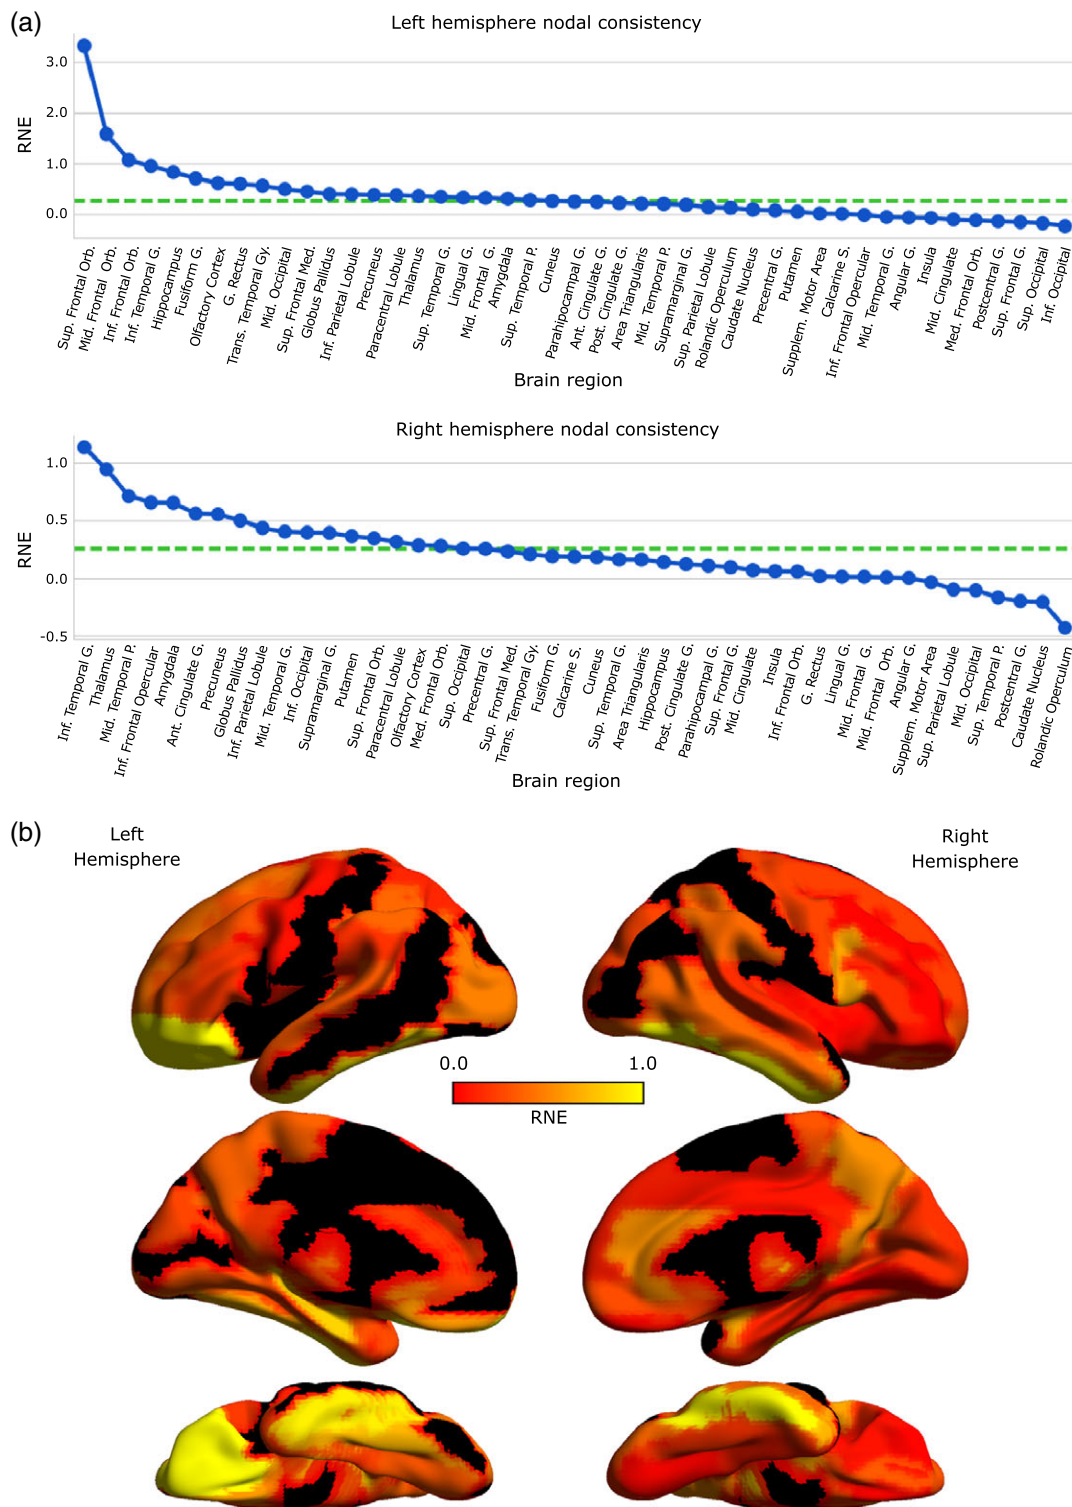 (a)
Left hemisphere nodal consistency
3.0
2.0
1.0
0.0
RNE
Sup. Frontal Orb.
Mid. Frontal Orb.
Inf. Frontal Orb.
Inf. Temporal G.
Hippocampus
Fusiform G.
Olfactory Cortex
G. Rectus
Trans. Temporal Gy.
Mid. Occipital
Sup. Frontal Med.
Globus Pallidus
Inf. Parietal Lobule
Precuneus
Paracentral Lobule
Thalamus
Sup. Temporal G.
Lingual G.
Mid. Frontal G.
Amygdala
Sup. Temporal P.
Cuneus
Parahipocampal G.
Ant. Cingulate G.
Post. Cingulate G.
Area Triangularis
Mid. Temporal P.
Supramarginal G.
Sup. Parietal Lobule
Rolandic Operculum
Caudate Nucleus
Precentral G.
Putamen
Supplem. Motor Area
Calcarine S.
Inf. Frontal Opercular
Mid. Temporal G.
Angular G.
Insula
Mid. Cingulate
Med. Frontal Orb.
Postcentral G.
Sup. Frontal G.
Sup. Occipital
Inf. Occipital
Brain region
Right hemisphere nodal consistency
1.0
0.5
0.0
-0.5
RNE
Inf. Temporal G.
Thalamus
Mid. Temporal P.
Inf. Frontal Opercular
Amygdala
Ant. Cingulate G.
Precuneus
Globus Pallidus
Inf. Parietal Lobule
Mid. Temporal G.
Inf. Occipital
Supramarginal G.
Putamen
Sup. Frontal Orb.
Paracentral Lobule
Olfactory Cortex
Med. Frontal Orb.
Sup. Occipital
Precentral G.
Sup. Frontal Med.
Trans. Temporal Gy.
Fusiform G.
Calcarine S.
Cuneus
Sup. Temporal G.
Area Triangularis
Hippocampus
Post. Cingulate G.
Parahipocampal G.
Sup. Frontal G.
Mid. Cingulate
Insula
Inf. Frontal Orb.
G. Rectus
Lingual G.
Mid. Frontal G.
Mid. Frontal Orb.
Angular G.
Supplem. Motor Area
Sup. Parietal Lobule
Mid. Occipital
Sup. Temporal P.
Postcentral G.
Caudate Nucleus
Rolandic Operculum
Brain region
(b)
Left
Hemisphere
Right
Hemisphere
0.0 1.0
RNE